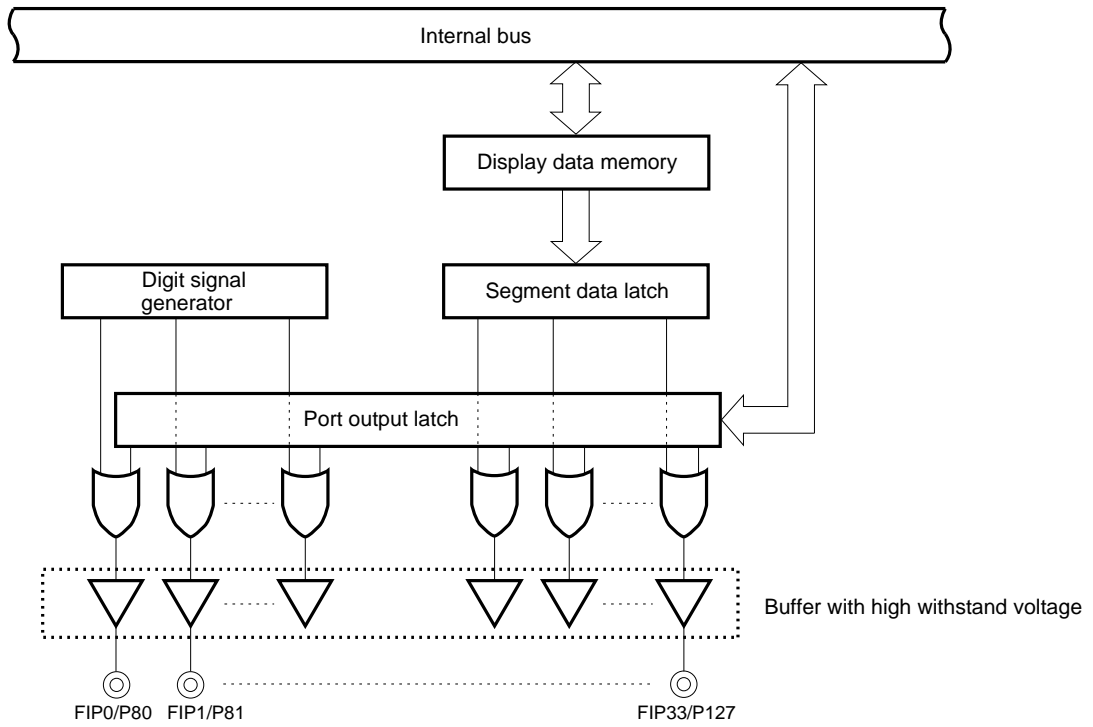 Internal bus
Display data memory
Digit signal
generator
Segment data latch
Port output latch
Buffer with high withstand voltage
FIP0/P80
FIP1/P81
FIP33/P127